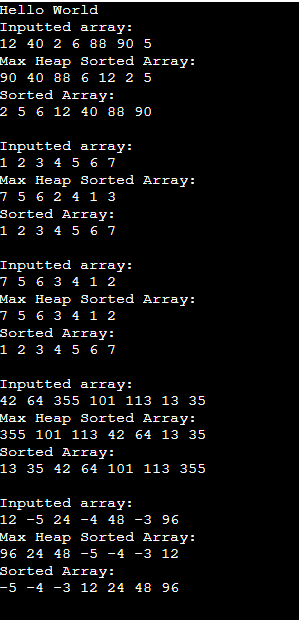 Hello World
Inputted array:
12 40 2 6 88 90 5
Max Heap Sorted Array:
90 40 88 6 12 2 5
Sorted Array:
2 5 6 12 40 88 90
Inputted array:
1 2 3 4 5 6 7
Max Heap Sorted Array:
7 5 6 2 4 1 3
Sorted Array:
1 2 3 4 5 6 7
Inputted array:
7 5 6 3 4 1 2
Max Heap Sorted Array:
7 5 6 3 4 1 2
Sorted Array:
1 2 3 4 5 6 7
Inputted array:
42 64 355 101 113 13 35
Max Heap Sorted Array:
355 101 113 42 64 13 35
Sorted Array:
13 35 42 64 101 113 355
Inputted array:
12 -5 24 -4 48 -3 96
Max Heap Sorted Array:
96 24 48 -5 -4 -3 12
Sorted Array:
-5 -4 -3 12 24 48 96